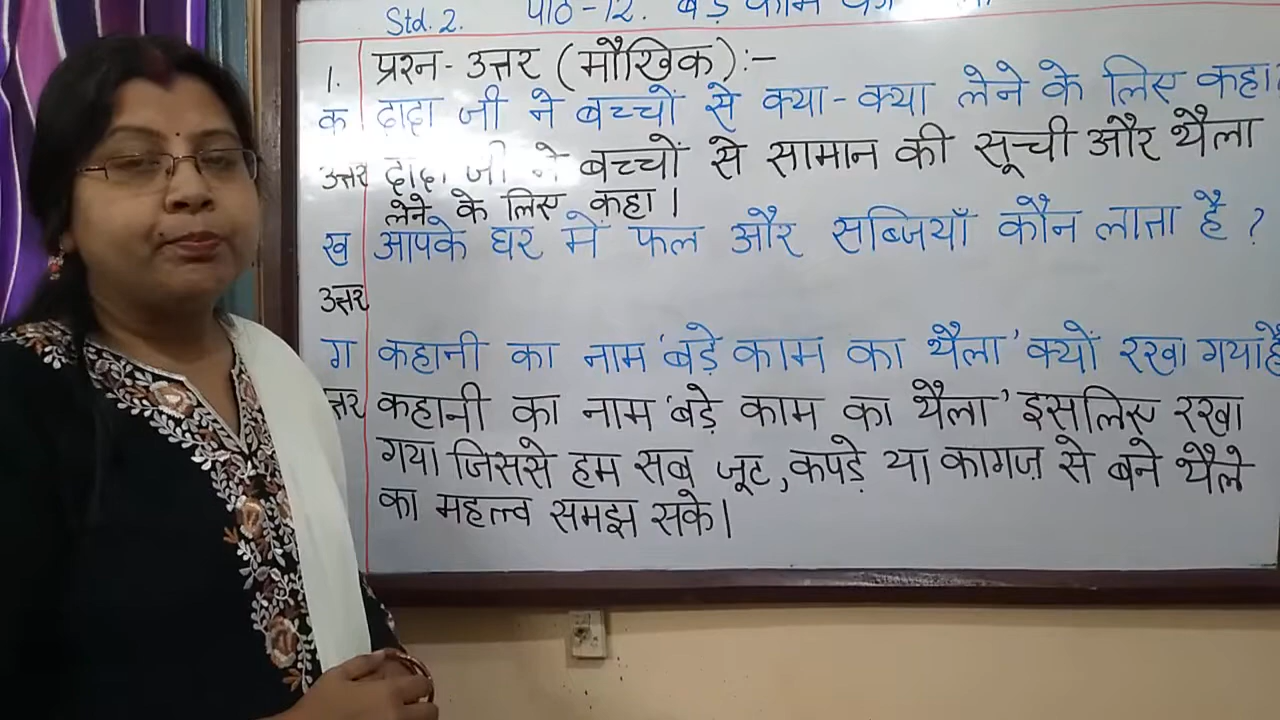 Std. 2. पाठ-12. बड़े काम का
1. प्रश्न-उत्तर (मौखिक):-
क दादा जी ने बच्चों से क्या-क्या लेने के लिए कहा?
उत्तर दादा जी ने बच्चों से सामान की सूची और थैला
लेने के लिए कहा।
ख आपके घर में फल और सब्जियाँ कौन लाता है ?
उत्तर
ग कहानी का नाम 'बड़े काम का थैला' क्यों रखा गया है
त्तर कहानी का नाम 'बड़े काम का थैला' इसलिए रखा
गया जिससे हम सब जूट, कपड़े या कागज़ से बने थैले
का महत्त्व समझ सके।